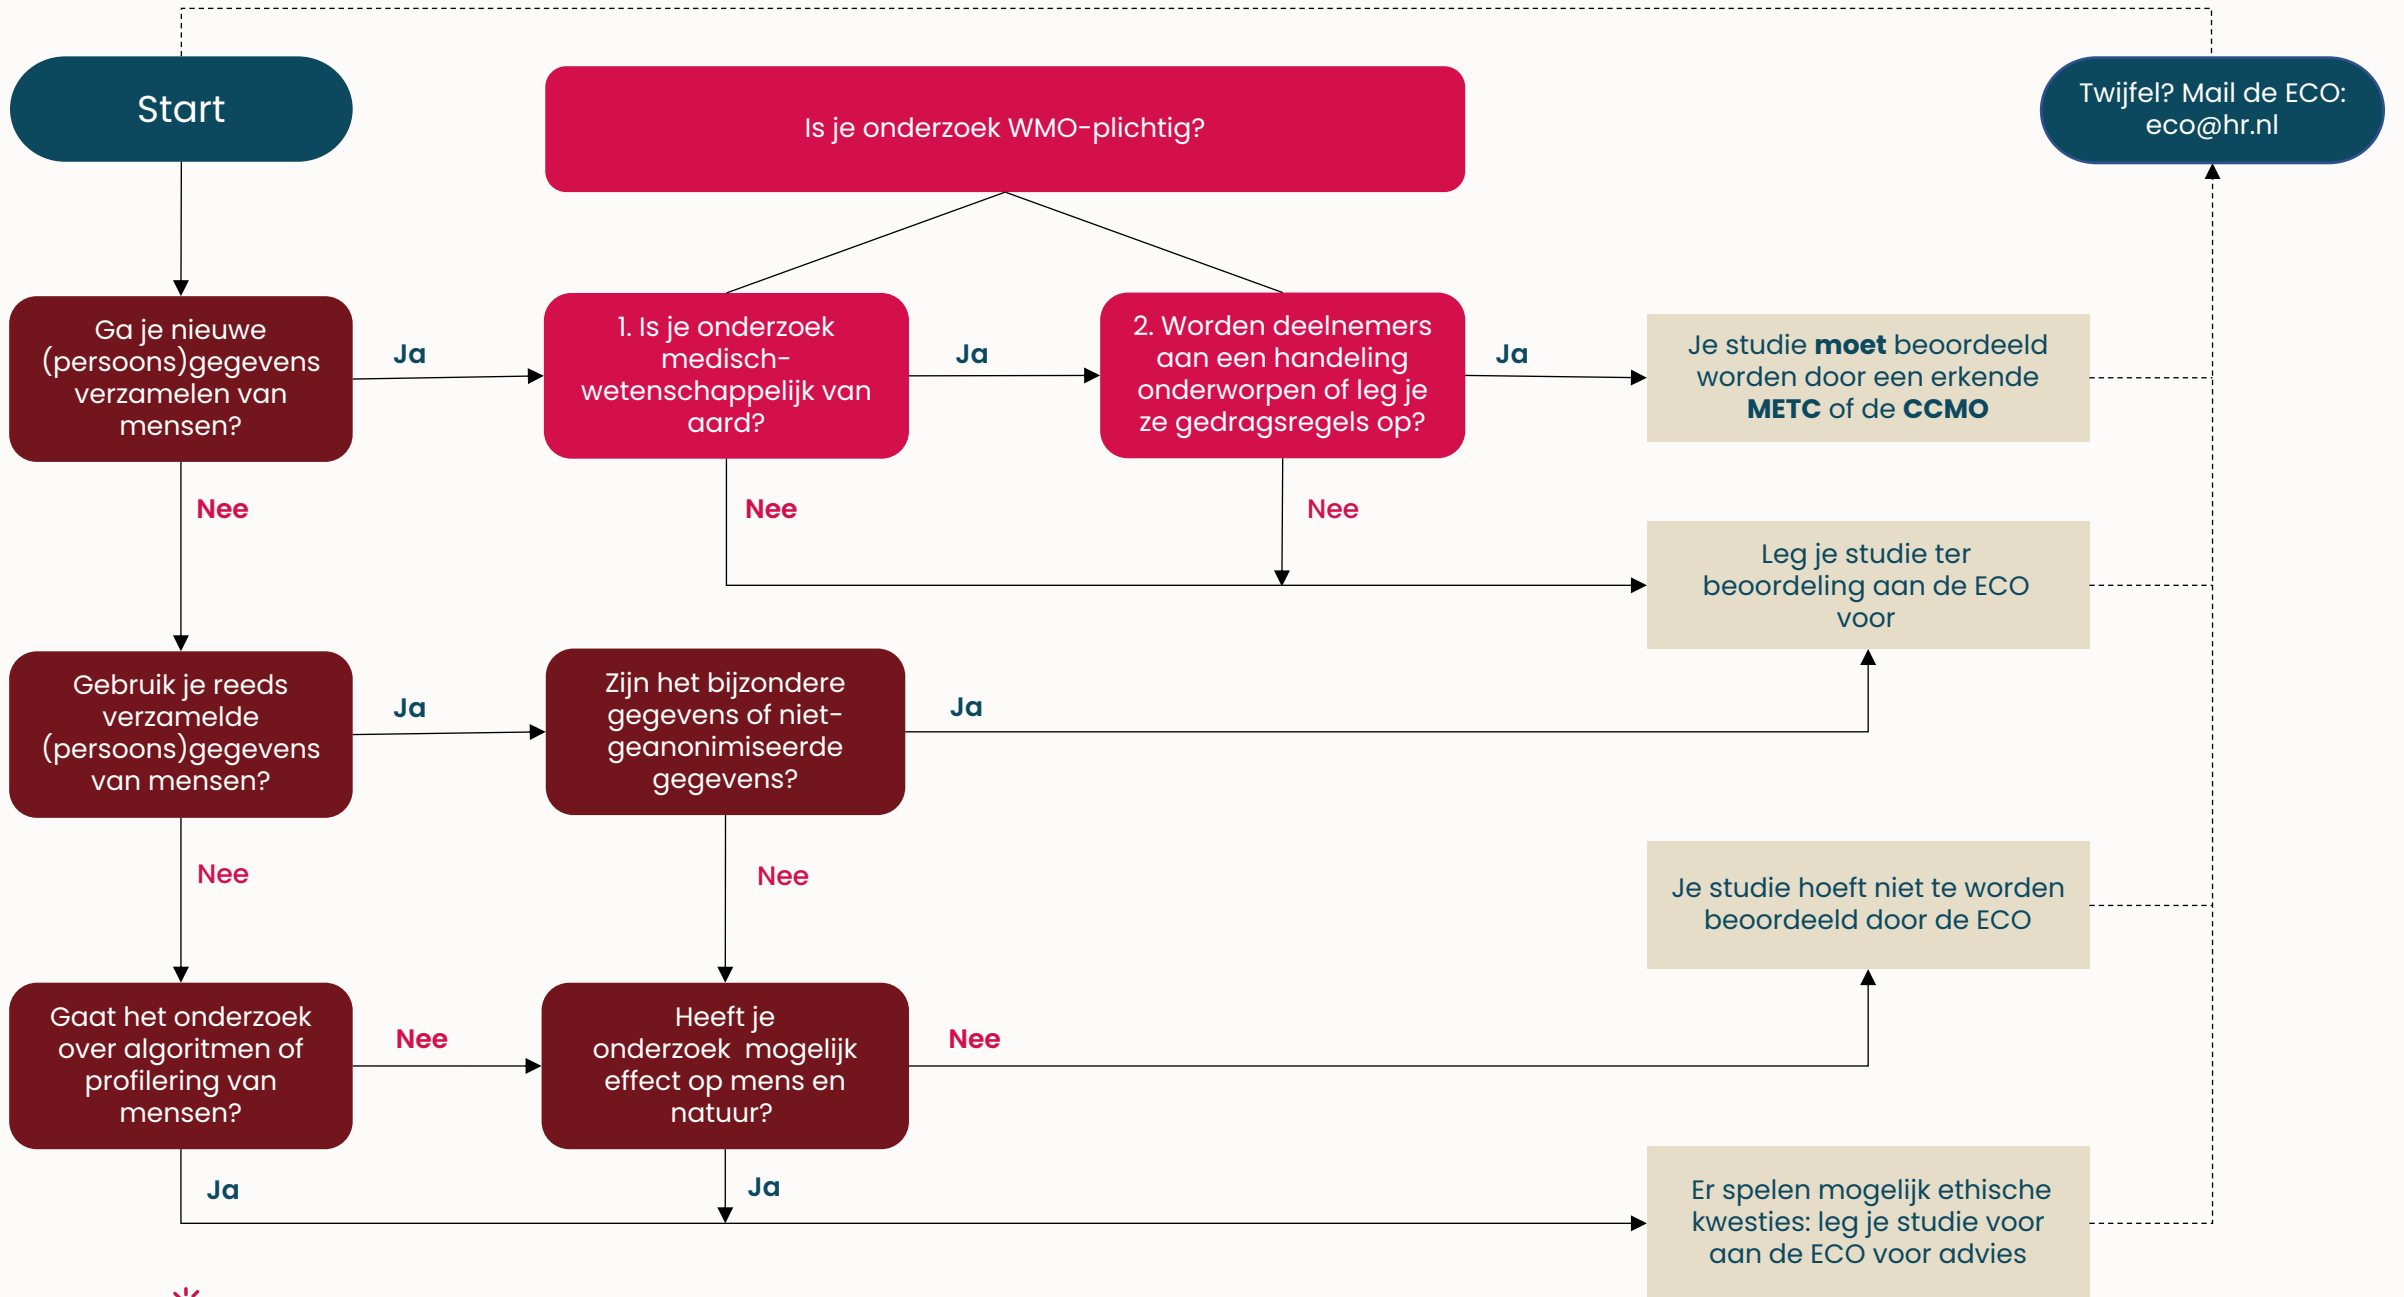 Start
Is je onderzoek WMO-plichtig?
Twijfel? Mail de ECO:
eco@hr.nl
Ga je nieuwe
(persoons)gegevens
verzamelen van
mensen?
Ja
1. Is je onderzoek
medisch-
wetenschappelijk van
aard?
Ja
2. Worden deelnemers
aan een handeling
onderworpen of leg je
ze gedragsregels op?
Ja
Je studie moet beoordeeld
worden door een erkende
METC of de CCMO
Nee
Nee
Nee
Leg je studie ter
beoordeling aan de ECO
voor
Gebruik je reeds
verzamelde
(persoons)gegevens
van mensen?
Ja
Zijn het bijzondere
gegevens of niet-
geanonimiseerde
gegevens?
Ja
Nee
Nee
Je studie hoeft niet te worden
beoordeeld door de ECO
Gaat het onderzoek
over algoritmen of
profilering van
mensen?
Nee
Heeft je
onderzoek  mogelijk
effect op mens en
natuur?
Nee
Ja
Ja
Er spelen mogelijk ethische
kwesties: leg je studie voor
aan de ECO voor advies